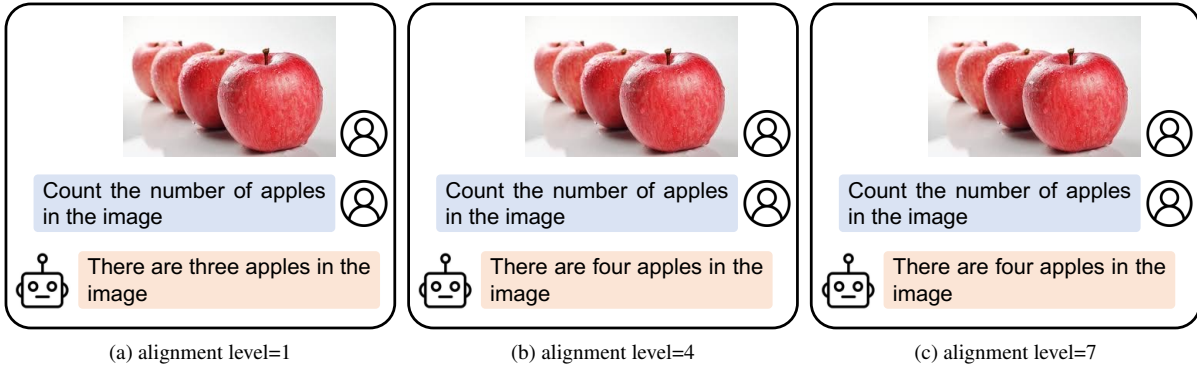 Count the number of apples
in the image
There are three apples in the
image
(a) alignment level=1
Count the number of apples
in the image
There are four apples in the
image
(b) alignment level=4
Count the number of apples
in the image
There are four apples in the
image
(c) alignment level=7